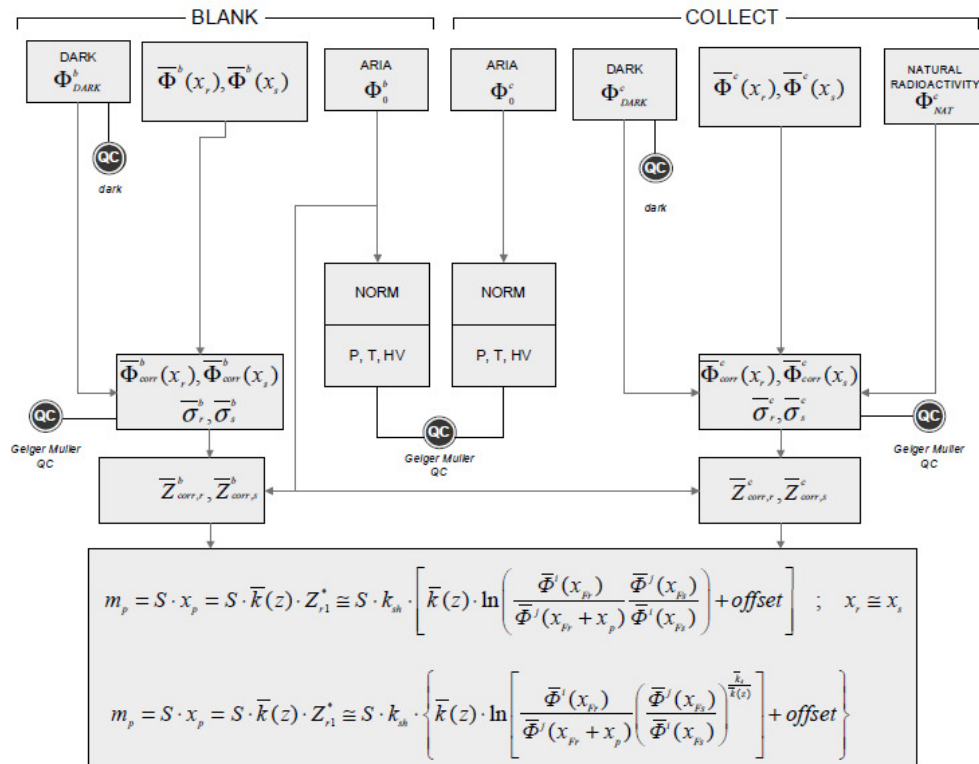 BLANK
COLLECT
DARK
Φ^b_DARK
Φ̅^b(x_r), Φ̅^b(x_s)
ARIA
Φ^b_0
ARIA
Φ^c_0
DARK
Φ^c_DARK
Φ̅^c(x_r), Φ̅^c(x_s)
NATURAL
RADIOACTIVITY
Φ^c_NAT
QC
dark
QC
dark
NORM
P, T, HV
NORM
P, T, HV
Φ̅^b_corr(x_r), Φ̅^b_corr(x_s)
σ̅^b_r, σ̅^b_s
QC
Geiger Muller
QC
QC
Geiger Muller
QC
Φ̅^c_corr(x_r), Φ̅^c_corr(x_s)
σ̅^c_r, σ̅^c_s
QC
Geiger Muller
QC
Z̅^b_corr,r, Z̅^b_corr,s
Z̅^c_corr,r, Z̅^c_corr,s
m_p = S · x_p = S · k̅(z) · Z*_r1 ≅ S · k_sh · [ k̅(z) · ln( Φ̅^i(x_Fr) / Φ̅^j(x_Fr + x_p) Φ̅^j(x_Fs) / Φ̅^i(x_Fs) ) + offset ] ; x_r ≅ x_s
m_p = S · x_p = S · k̅(z) · Z*_r1 ≅ S · k_sh · { k̅(z) · ln[ Φ̅^i(x_Fr) / Φ̅^j(x_Fr + x_p) ( Φ̅^j(x_Fs) / Φ̅^i(x_Fs) )^(k̅_s / k̅(z)) ] + offset }